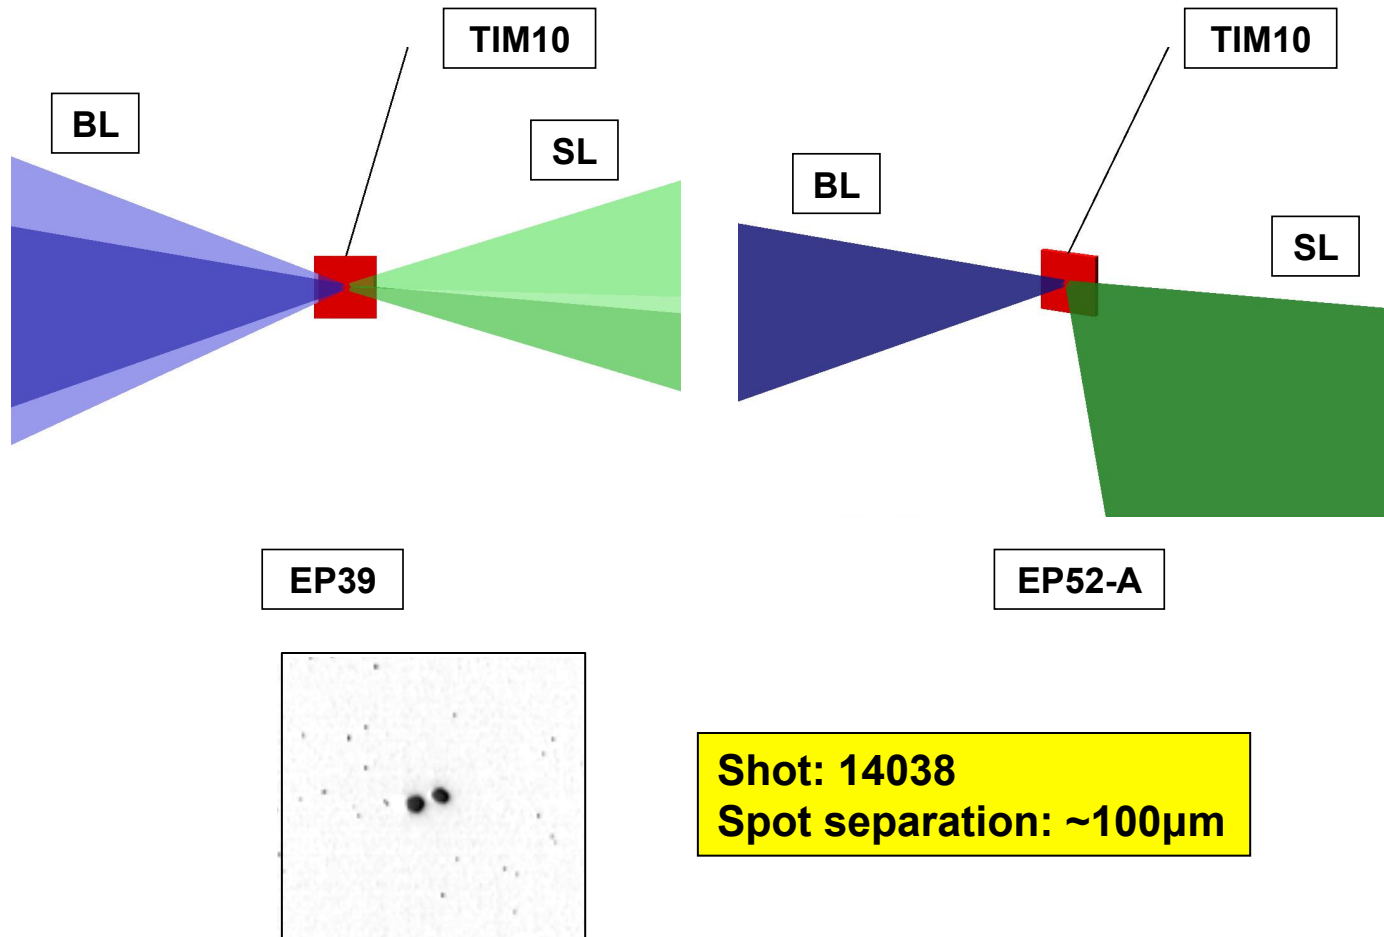 TIM10
TIM10
BL
SL
BL
SL
EP39
EP52-A
Shot: 14038
Spot separation: ~100µm